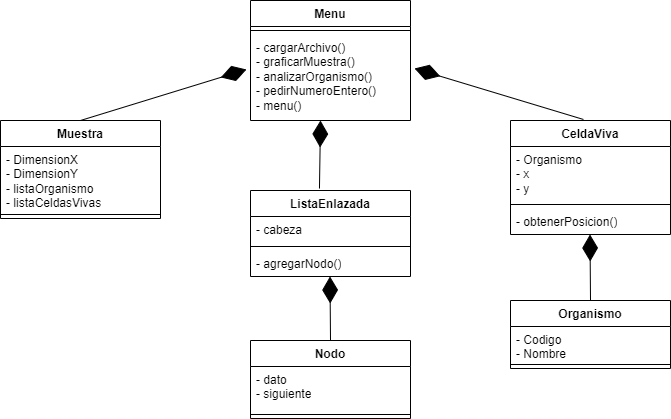 Menu
- cargarArchivo()
- graficarMuestra()
- analizarOrganismo()
- pedirNumeroEntero()
- menu()
Muestra
- DimensionX
- DimensionY
- listaOrganismo
- listaCeldasVivas
ListaEnlazada
- cabeza
- agregarNodo()
Nodo
- dato
- siguiente
CeldaViva
- Organismo
- x
- y
- obtenerPosicion()
Organismo
- Codigo
- Nombre